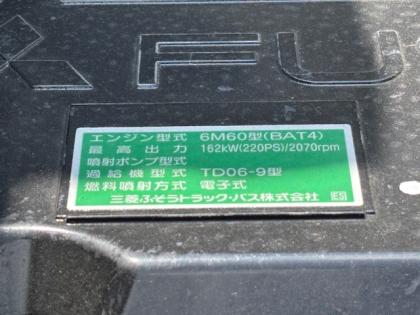 FU
エンジン型式 6M60型(BAT4)
最高出力 162kW(220PS)/2070rpm
噴射ポンプ型式
過給機型式 TD06-9型
燃料噴射方式 電子式
三菱ふそうトラック・バス株式会社 ES